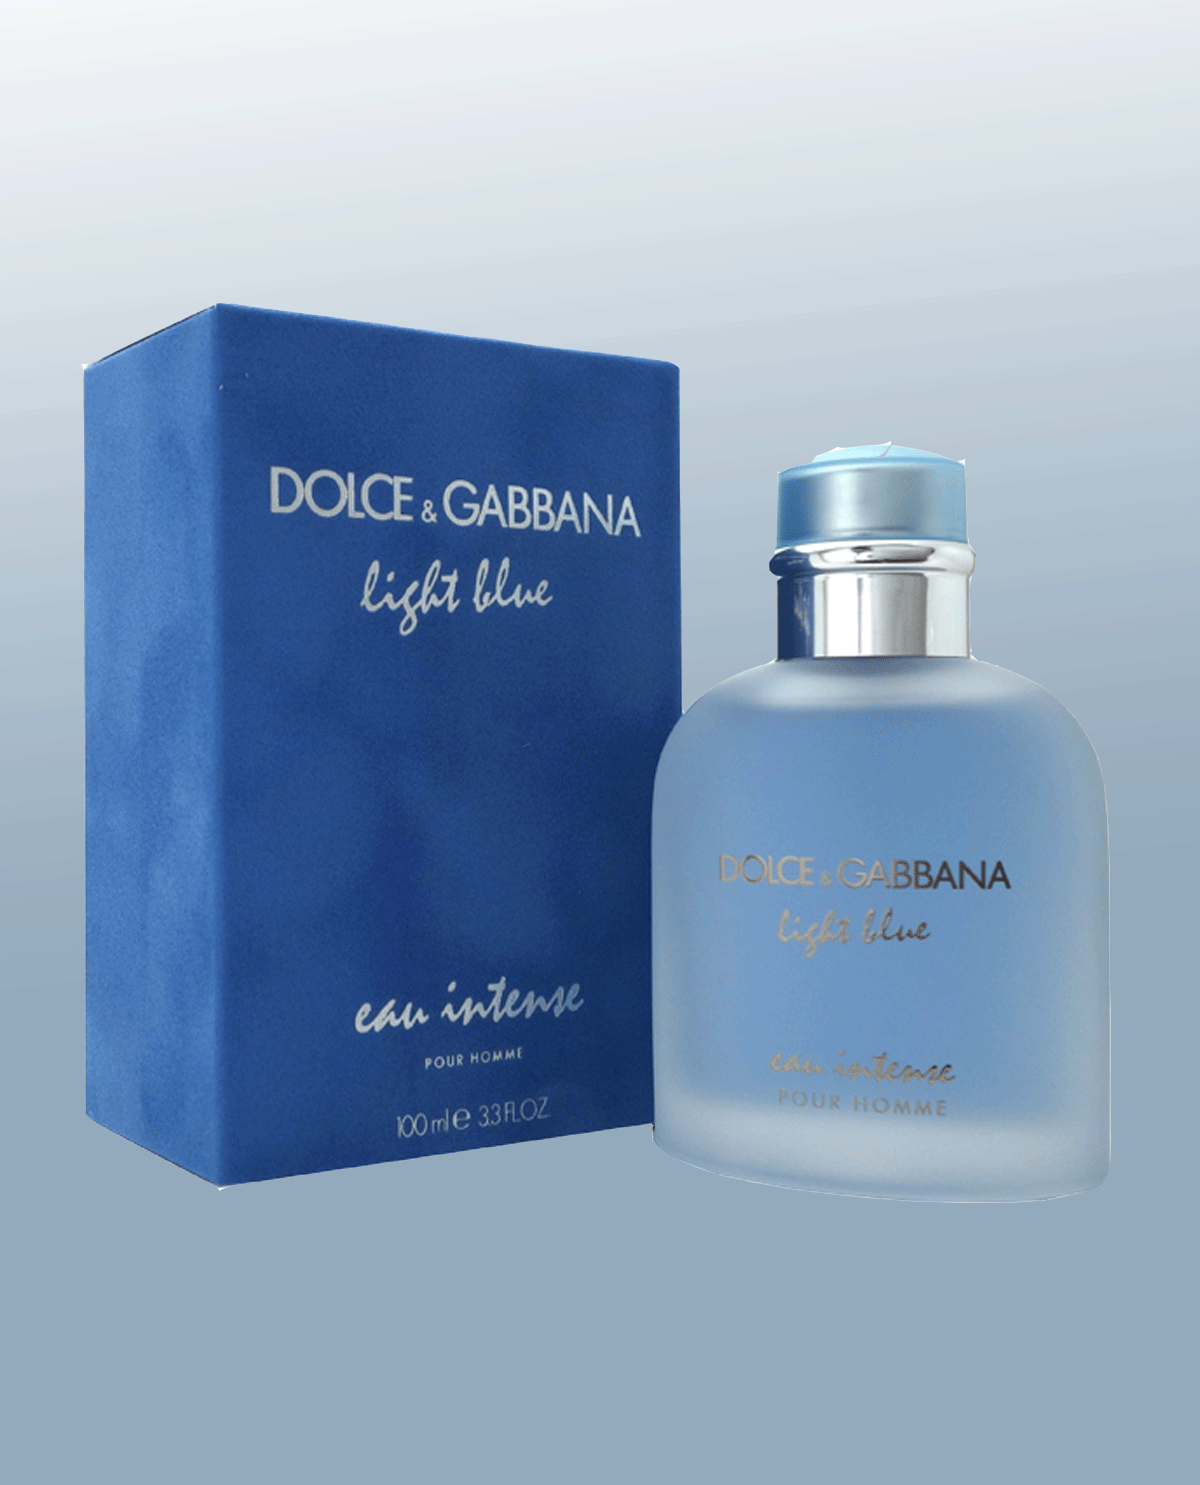 DOLCE & GABBANA
light blue
eau intense
POUR HOMME
100 ml e 3.3 FL.OZ
DOLCE & GABBANA
light blue
eau intense
POUR HOMME